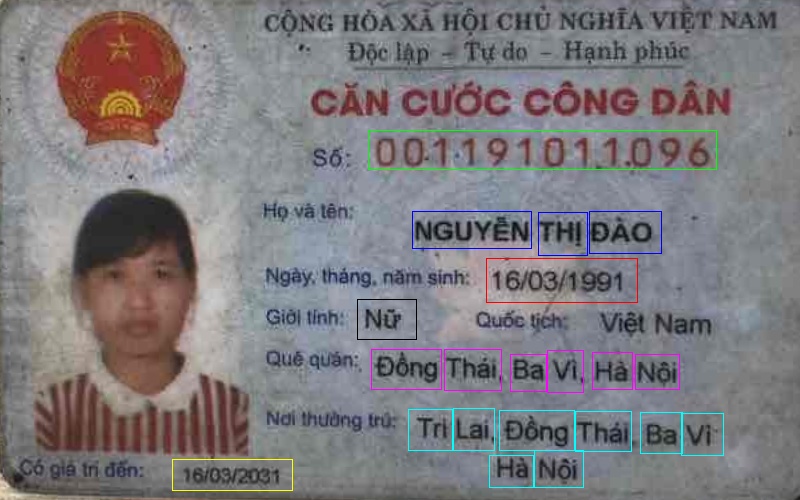 CỘNG HÒA XÃ HỘI CHỦ NGHĨA VIỆT NAM
Độc lập - Tự do - Hạnh phúc
CĂN CƯỚC CÔNG DÂN
Số: 001191011096
Họ và tên: NGUYỄN THỊ ĐÀO
Ngày, tháng, năm sinh: 16/03/1991
Giới tính: Nữ Quốc tịch: Việt Nam
Quê quán: Đồng Thái, Ba Vì, Hà Nội
Nơi thường trú: Tri Lai, Đồng Thái, Ba Vì
Hà Nội
Có giá trị đến: 16/03/2031